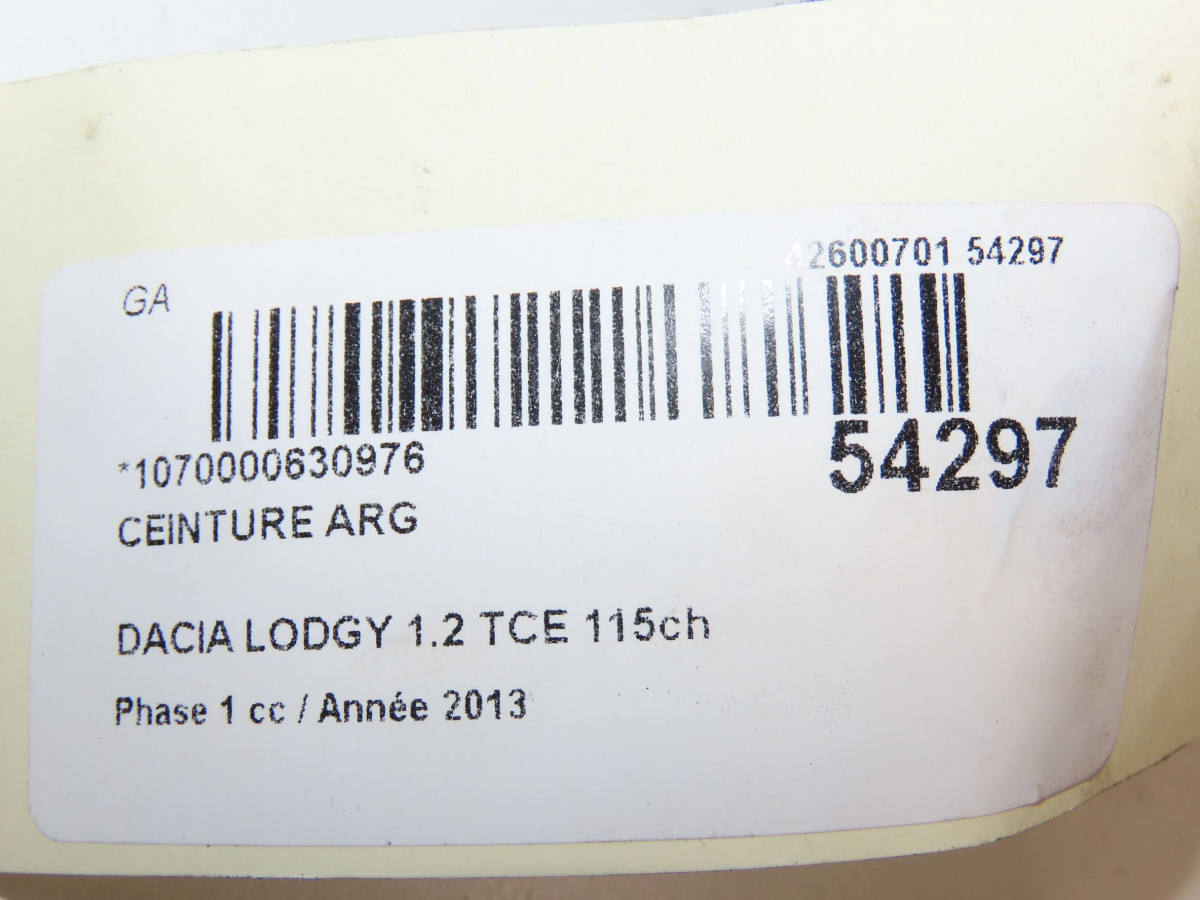 GA
42600701 54297
*1070000630976
54297
CEINTURE ARG
DACIA LODGY 1.2 TCE 115ch
Phase 1 cc / Année 2013